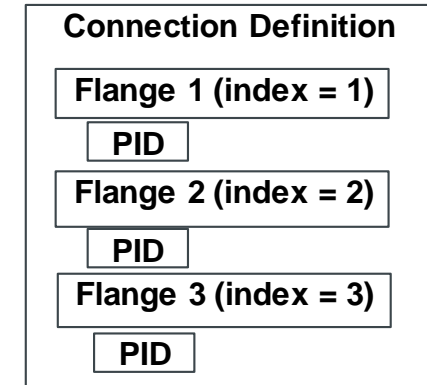 Connection Definition
Flange 1 (index = 1)
PID
Flange 2 (index = 2)
PID
Flange 3 (index = 3)
PID